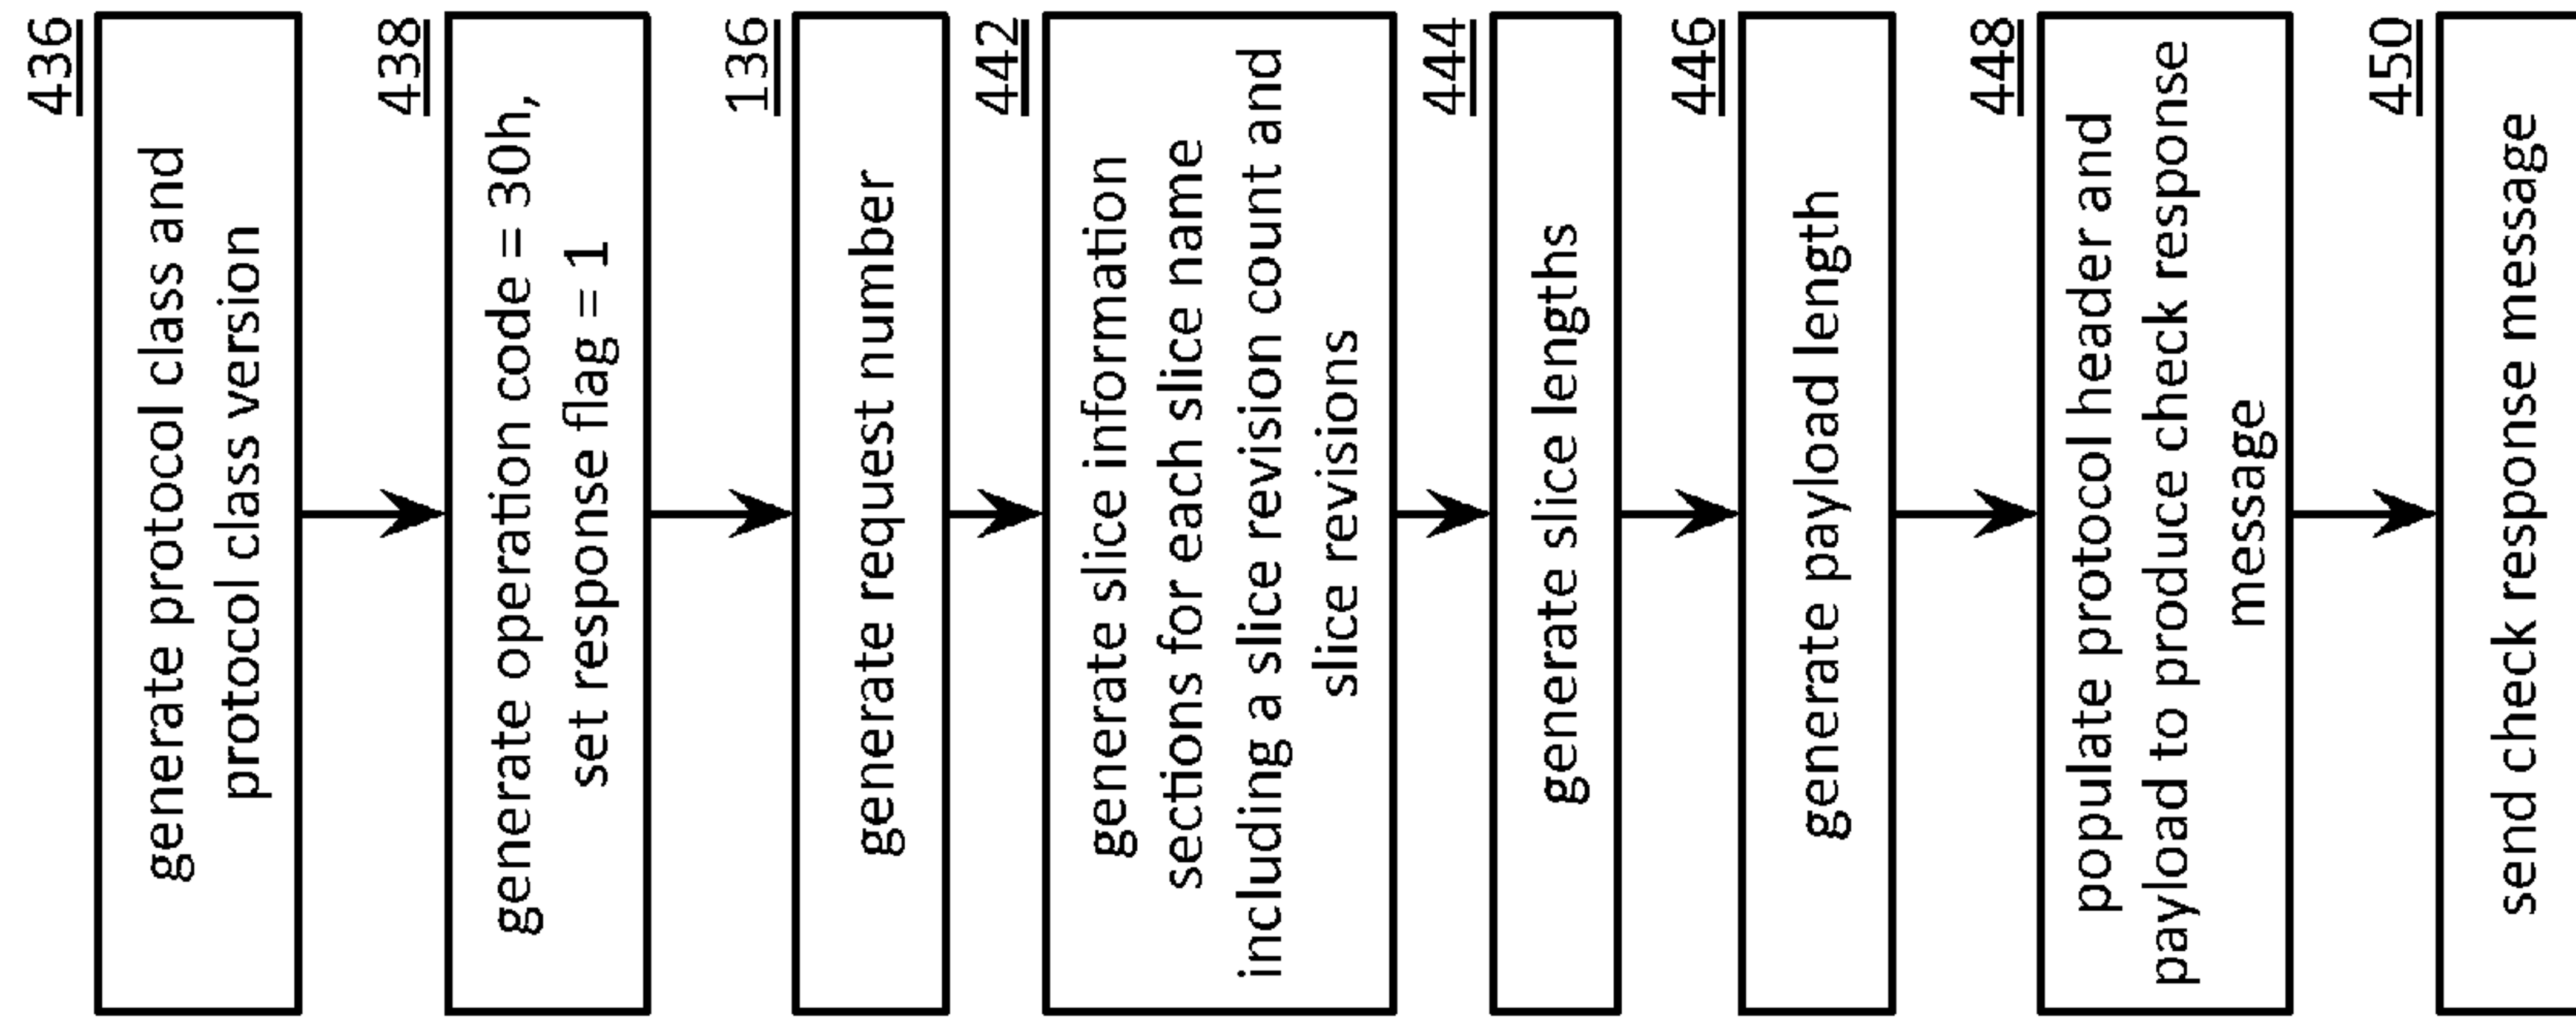 436
generate protocol class and
protocol class version
438
generate operation code = 30h,
set response flag = 1
136
generate request number
442
generate slice information
sections for each slice name
including a slice revision count and
slice revisions
444
generate slice lengths
446
generate payload length
448
populate protocol header and
payload to produce check response
message
450
send check response message